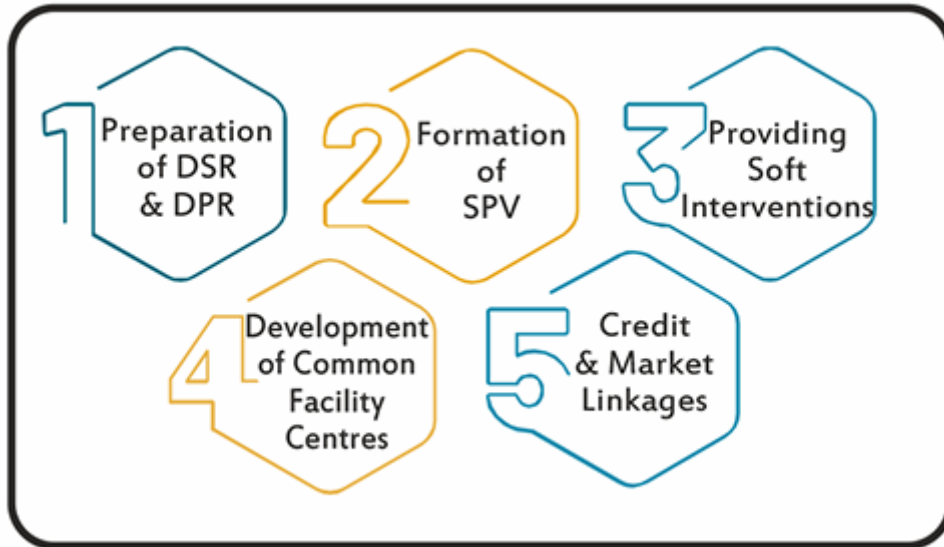 1
Preparation
of DSR
& DPR
2
Formation
of
SPV
3
Providing
Soft
Interventions
4
Development
of Common
Facility
Centres
5
Credit
& Market
Linkages